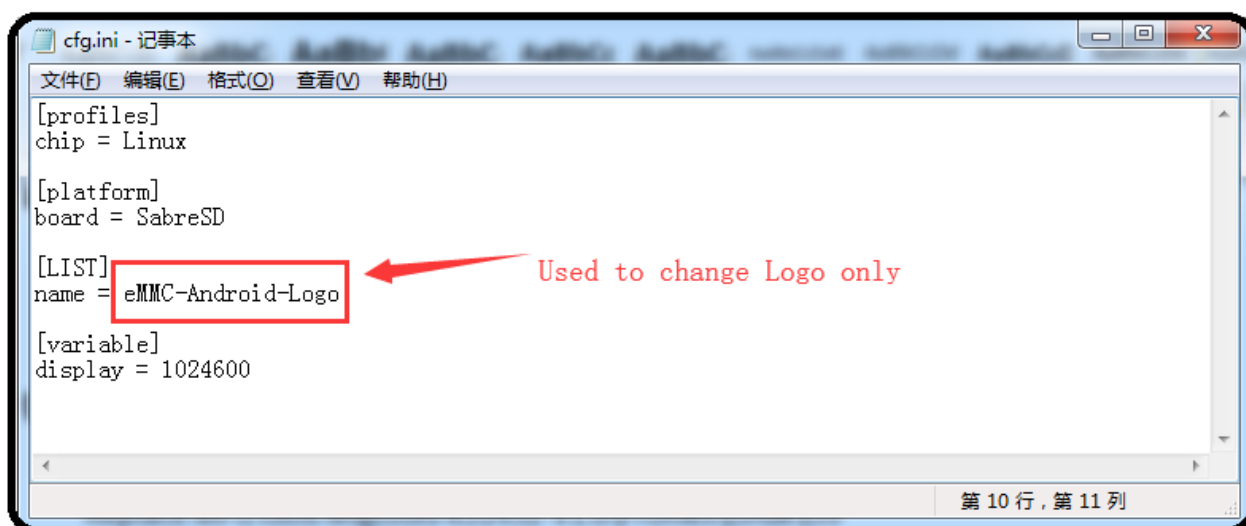 cfg.ini - 记事本
文件(F) 编辑(E) 格式(O) 查看(V) 帮助(H)
[profiles]
chip = Linux
[platform]
board = SabreSD
[LIST]
name = eMMC-Android-Logo
Used to change Logo only
[variable]
display = 1024600
第 10 行，第 11 列